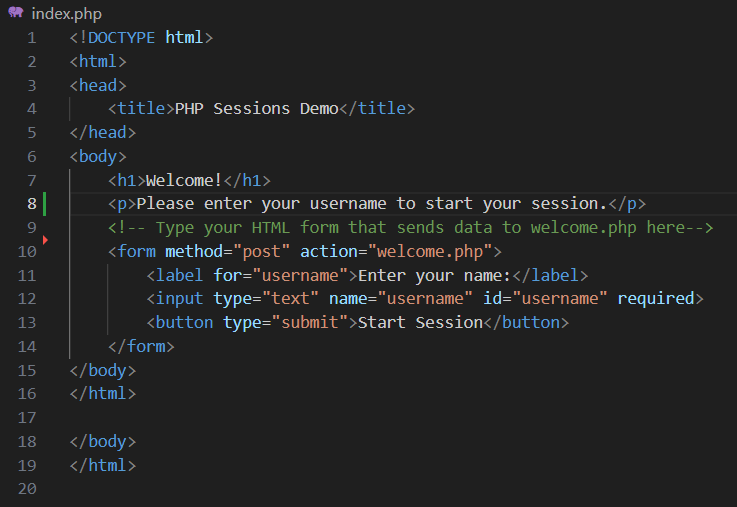 index.php
1 <!DOCTYPE html>
2 <html>
3 <head>
4     <title>PHP Sessions Demo</title>
5 </head>
6 <body>
7     <h1>Welcome!</h1>
8     <p>Please enter your username to start your session.</p>
9     <!-- Type your HTML form that sends data to welcome.php here-->
10     <form method="post" action="welcome.php">
11         <label for="username">Enter your name:</label>
12         <input type="text" name="username" id="username" required>
13         <button type="submit">Start Session</button>
14     </form>
15 </body>
16 </html>
17
18 </body>
19 </html>
20